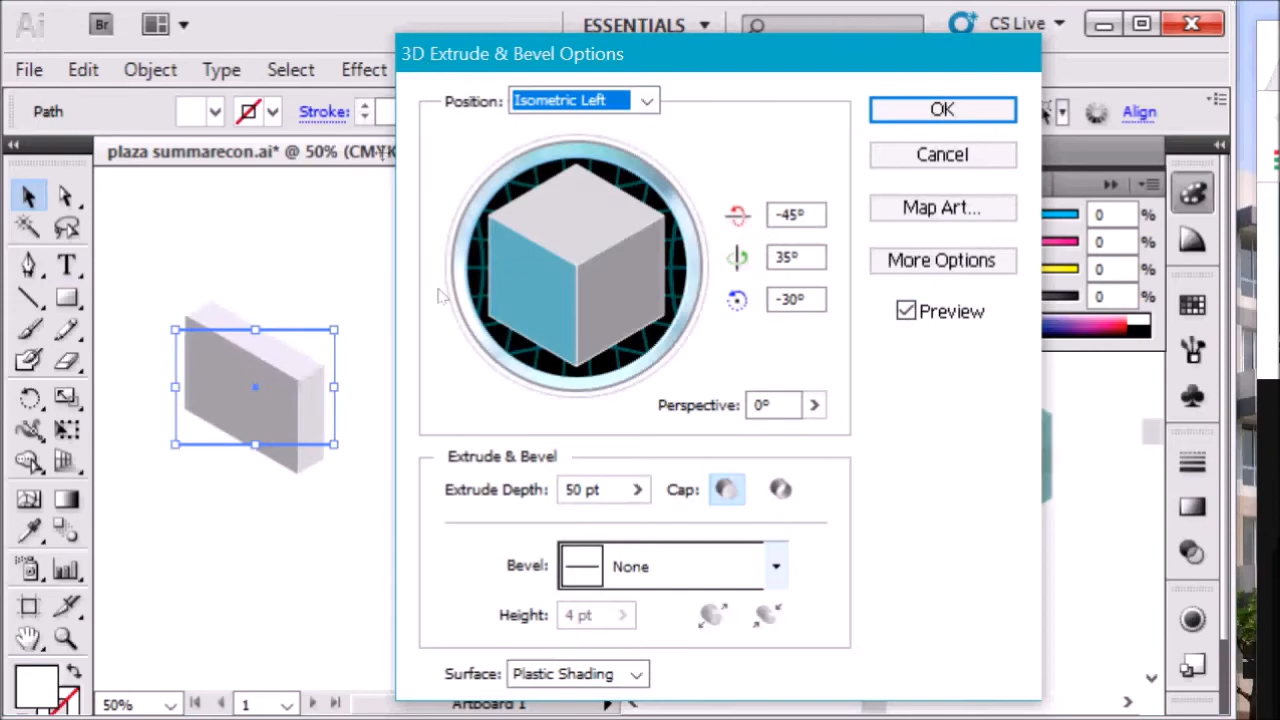 Ai Br ESSENTIALS CS Live
File Edit Object Type Select Effect
3D Extrude & Bevel Options
Path Stroke: Align
Position: Isometric Left
OK
plaza summarecon.ai* @ 50% (CMYK
Cancel
Map Art...
-45°
0 %
35°
More Options
0 %
0 %
-30°
0 %
Preview
Perspective: 0°
Extrude & Bevel
Extrude Depth: 50 pt Cap:
Bevel: None
Height: 4 pt
Surface: Plastic Shading
50% 1 Artboard 1